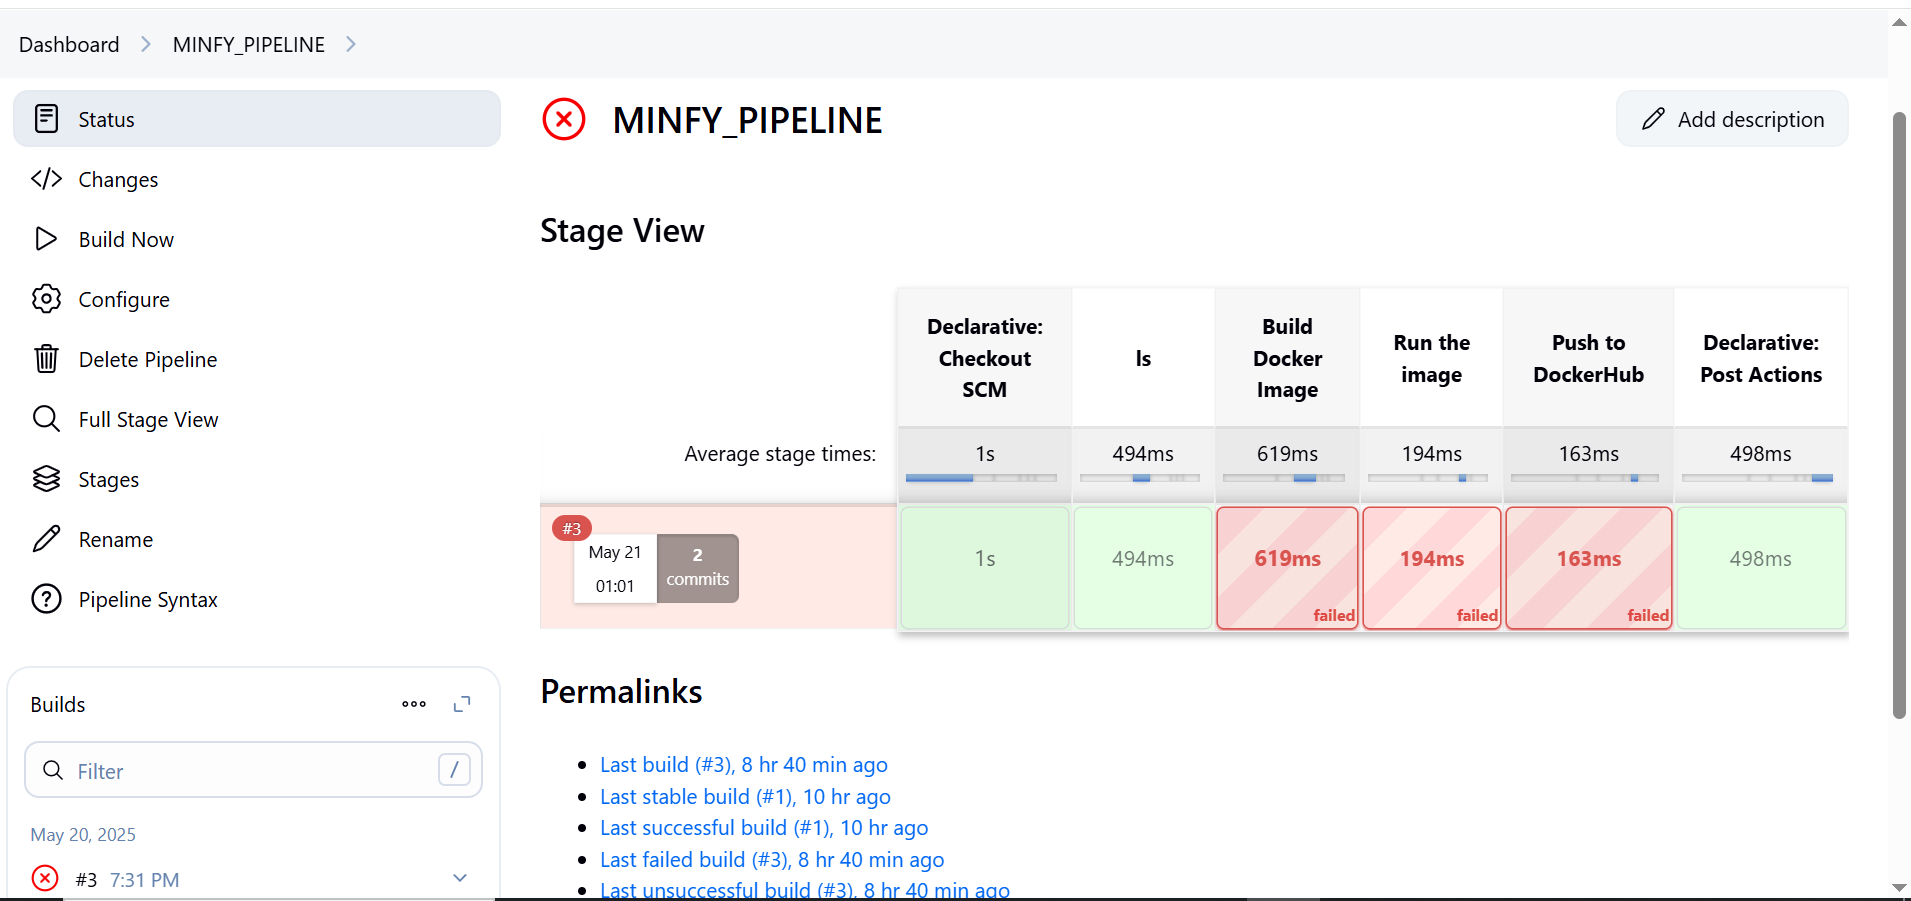 Dashboard
MINFY_PIPELINE
Status
Changes
Build Now
Configure
Delete Pipeline
Full Stage View
Stages
Rename
Pipeline Syntax
Builds
Filter
/
May 20, 2025
#3 7:31 PM
MINFY_PIPELINE
Add description
Stage View
Declarative:
Checkout
SCM
ls
Build
Docker
Image
Run the
image
Push to
DockerHub
Declarative:
Post Actions
Average stage times:
1s
494ms
619ms
194ms
163ms
498ms
#3
May 21
01:01
2
commits
1s
494ms
619ms
failed
194ms
failed
163ms
failed
498ms
Permalinks
Last build (#3), 8 hr 40 min ago
Last stable build (#1), 10 hr ago
Last successful build (#1), 10 hr ago
Last failed build (#3), 8 hr 40 min ago
Last unsuccessful build (#3), 8 hr 40 min ago